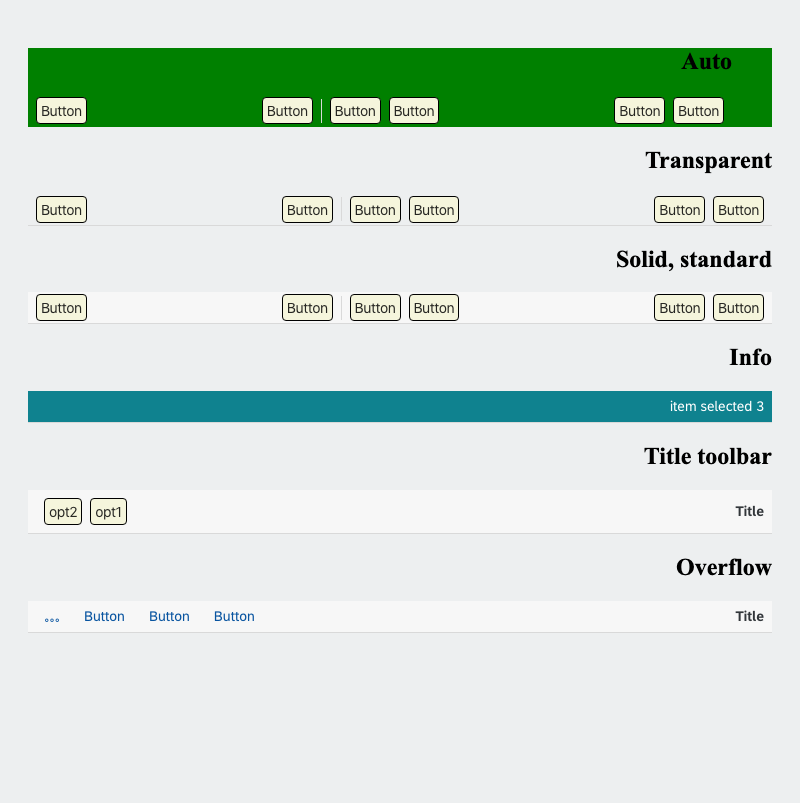 Auto
Button Button Button Button Button Button
Transparent
Button Button Button Button Button Button
Solid, standard
Button Button Button Button Button Button
Info
item selected 3
Title toolbar
opt2 opt1 Title
Overflow
Button Button Button Title